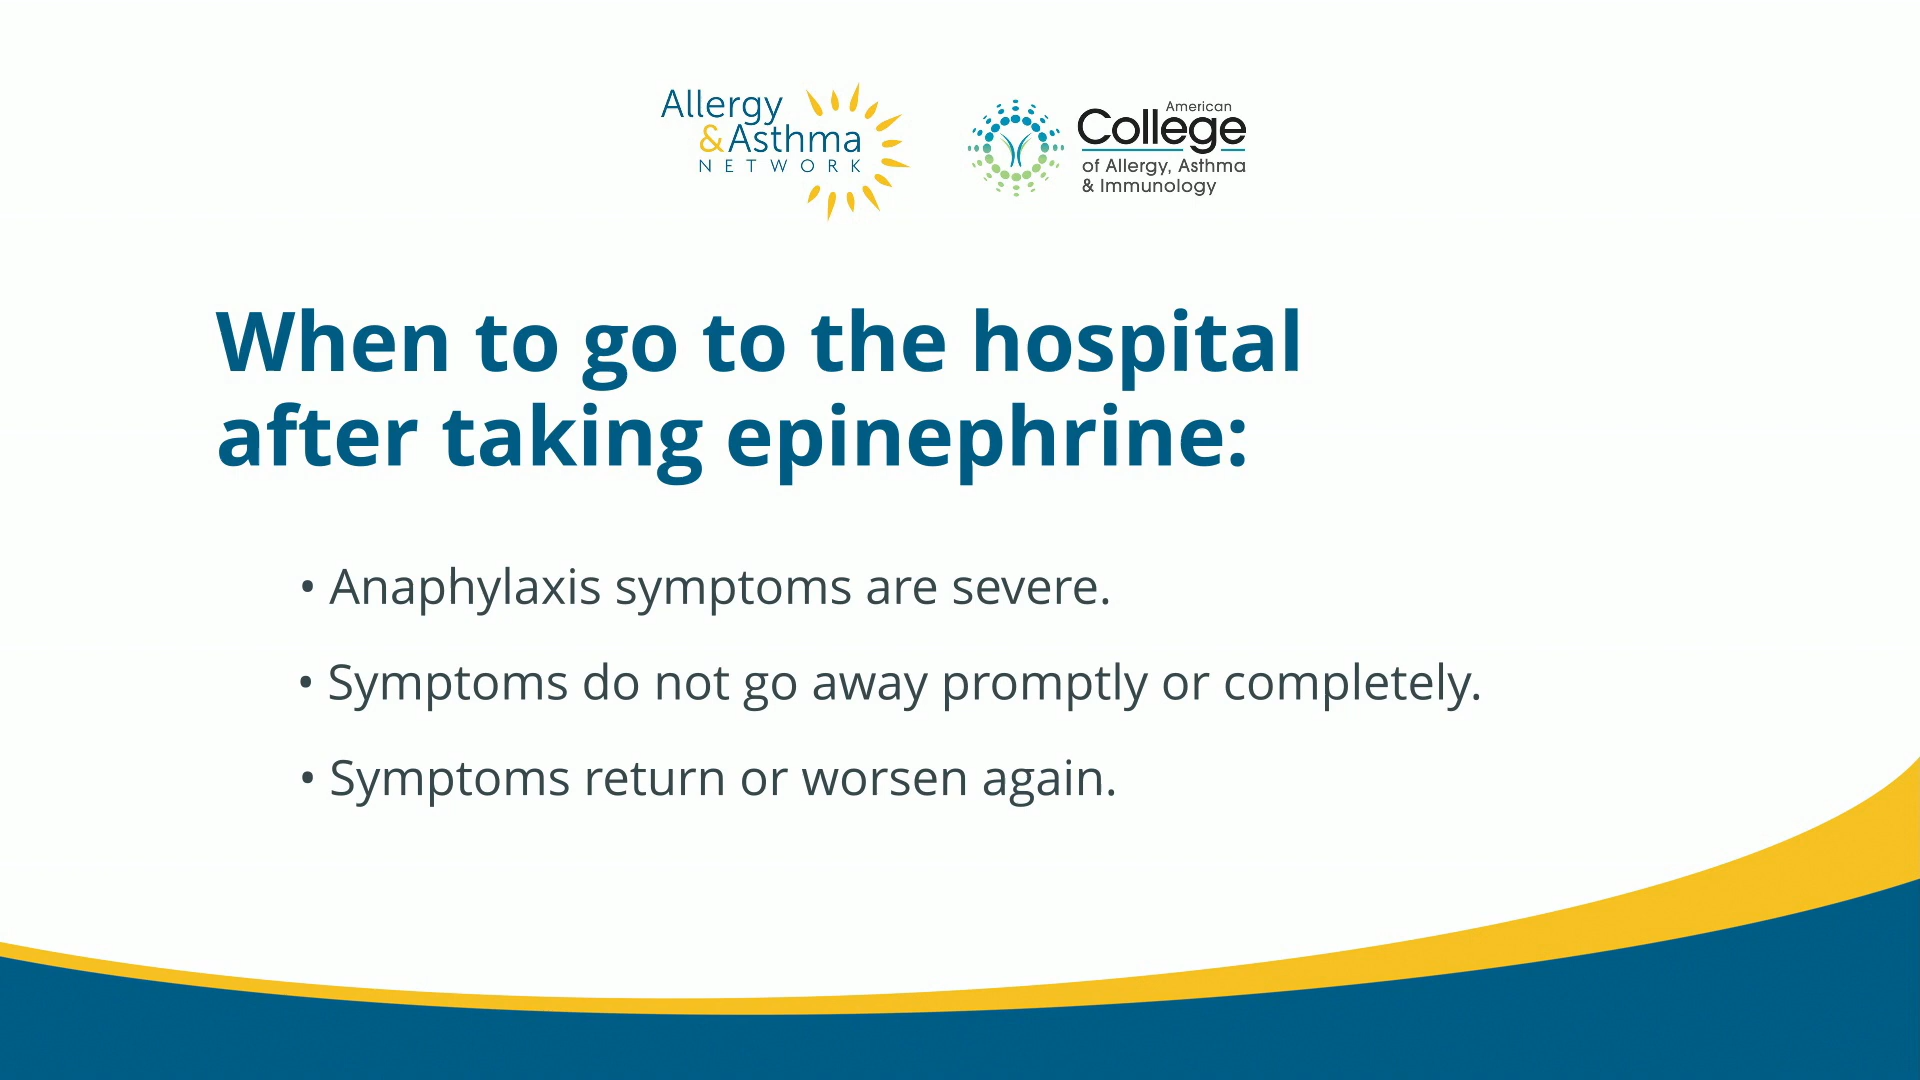 Allergy
& Asthma
NETWORK
American
College
of Allergy, Asthma
& Immunology
When to go to the hospital
after taking epinephrine:
• Anaphylaxis symptoms are severe.
• Symptoms do not go away promptly or completely.
• Symptoms return or worsen again.